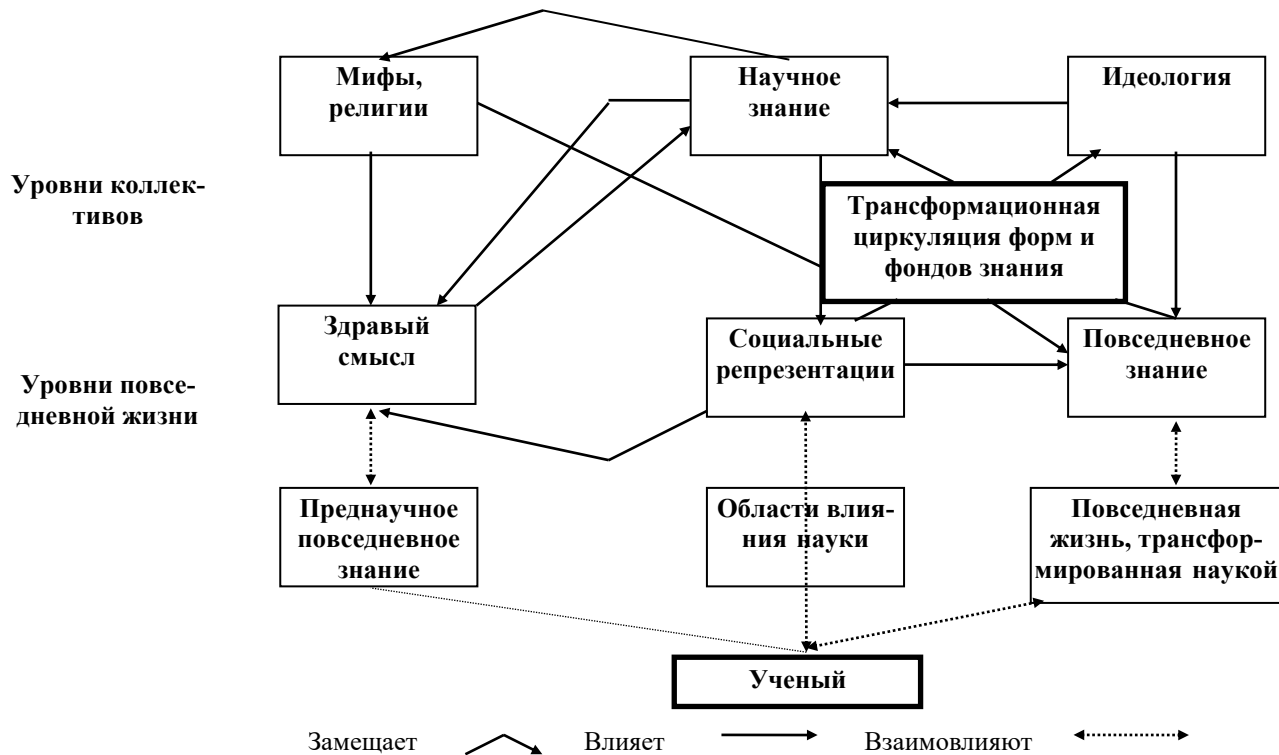 Мифы,
религии
Научное
знание
Идеология
Уровни коллек-
тивов
Трансформационная
циркуляция форм и
фондов знания
Здравый
смысл
Социальные
репрезентации
Повседневное
знание
Уровни повсе-
дневной жизни
Преднаучное
повседневное
знание
Области влия-
ния науки
Повседневная
жизнь, трансфор-
мированная наукой
Ученый
Замещает Влияет Взаимовлияют